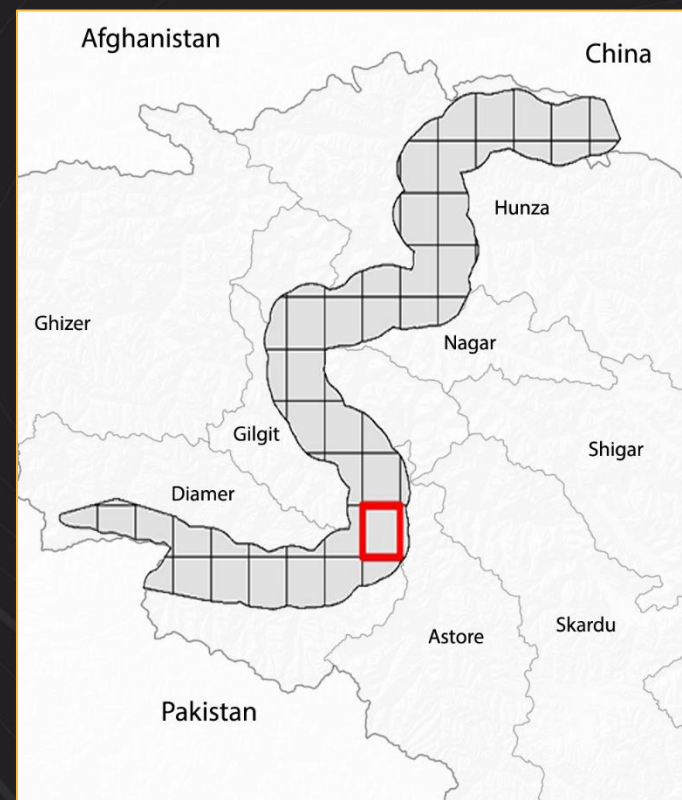 Afghanistan
China
Hunza
Ghizer
Nagar
Gilgit
Shigar
Diamer
Skardu
Astore
Pakistan